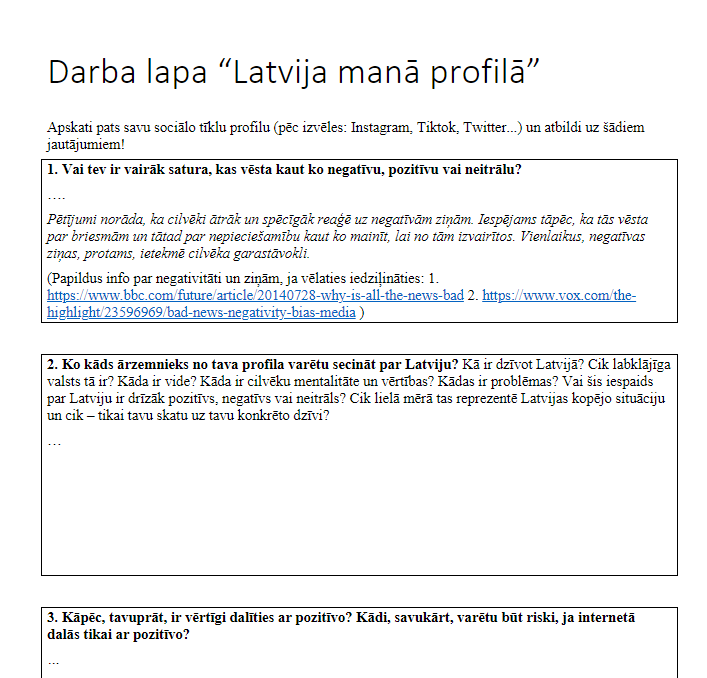 Darba lapa “Latvija manā profilā”
Apskati pats savu sociālo tīklu profilu (pēc izvēles: Instagram, Tiktok, Twitter...) un atbildi uz šādiem
jautājumiem!
1. Vai tev ir vairāk satura, kas vēsta kaut ko negatīvu, pozitīvu vai neitrālu?
….
Pētījumi norāda, ka cilvēki ātrāk un spēcīgāk reaģē uz negatīvām ziņām. Iespējams tāpēc, ka tās vēsta
par briesmām un tātad par nepieciešamību kaut ko mainīt, lai no tām izvairītos. Vienlaikus, negatīvas
ziņas, protams, ietekmē cilvēka garastāvokli.
(Papildus info par negativitāti un ziņām, ja vēlaties iedziļināties: 1.
https://www.bbc.com/future/article/20140728-why-is-all-the-news-bad 2. https://www.vox.com/the-
highlight/23596969/bad-news-negativity-bias-media )
2. Ko kāds ārzemnieks no tava profila varētu secināt par Latviju? Kā ir dzīvot Latvijā? Cik labklājīga
valsts tā ir? Kāda ir vide? Kāda ir cilvēku mentalitāte un vērtības? Kādas ir problēmas? Vai šis iespaids
par Latviju ir drīzāk pozitīvs, negatīvs vai neitrāls? Cik lielā mērā tas reprezentē Latvijas kopējo situāciju
un cik – tikai tavu skatu uz tavu konkrēto dzīvi?
…
3. Kāpēc, tavuprāt, ir vērtīgi dalīties ar pozitīvo? Kādi, savukārt, varētu būt riski, ja internetā
dalās tikai ar pozitīvo?
...